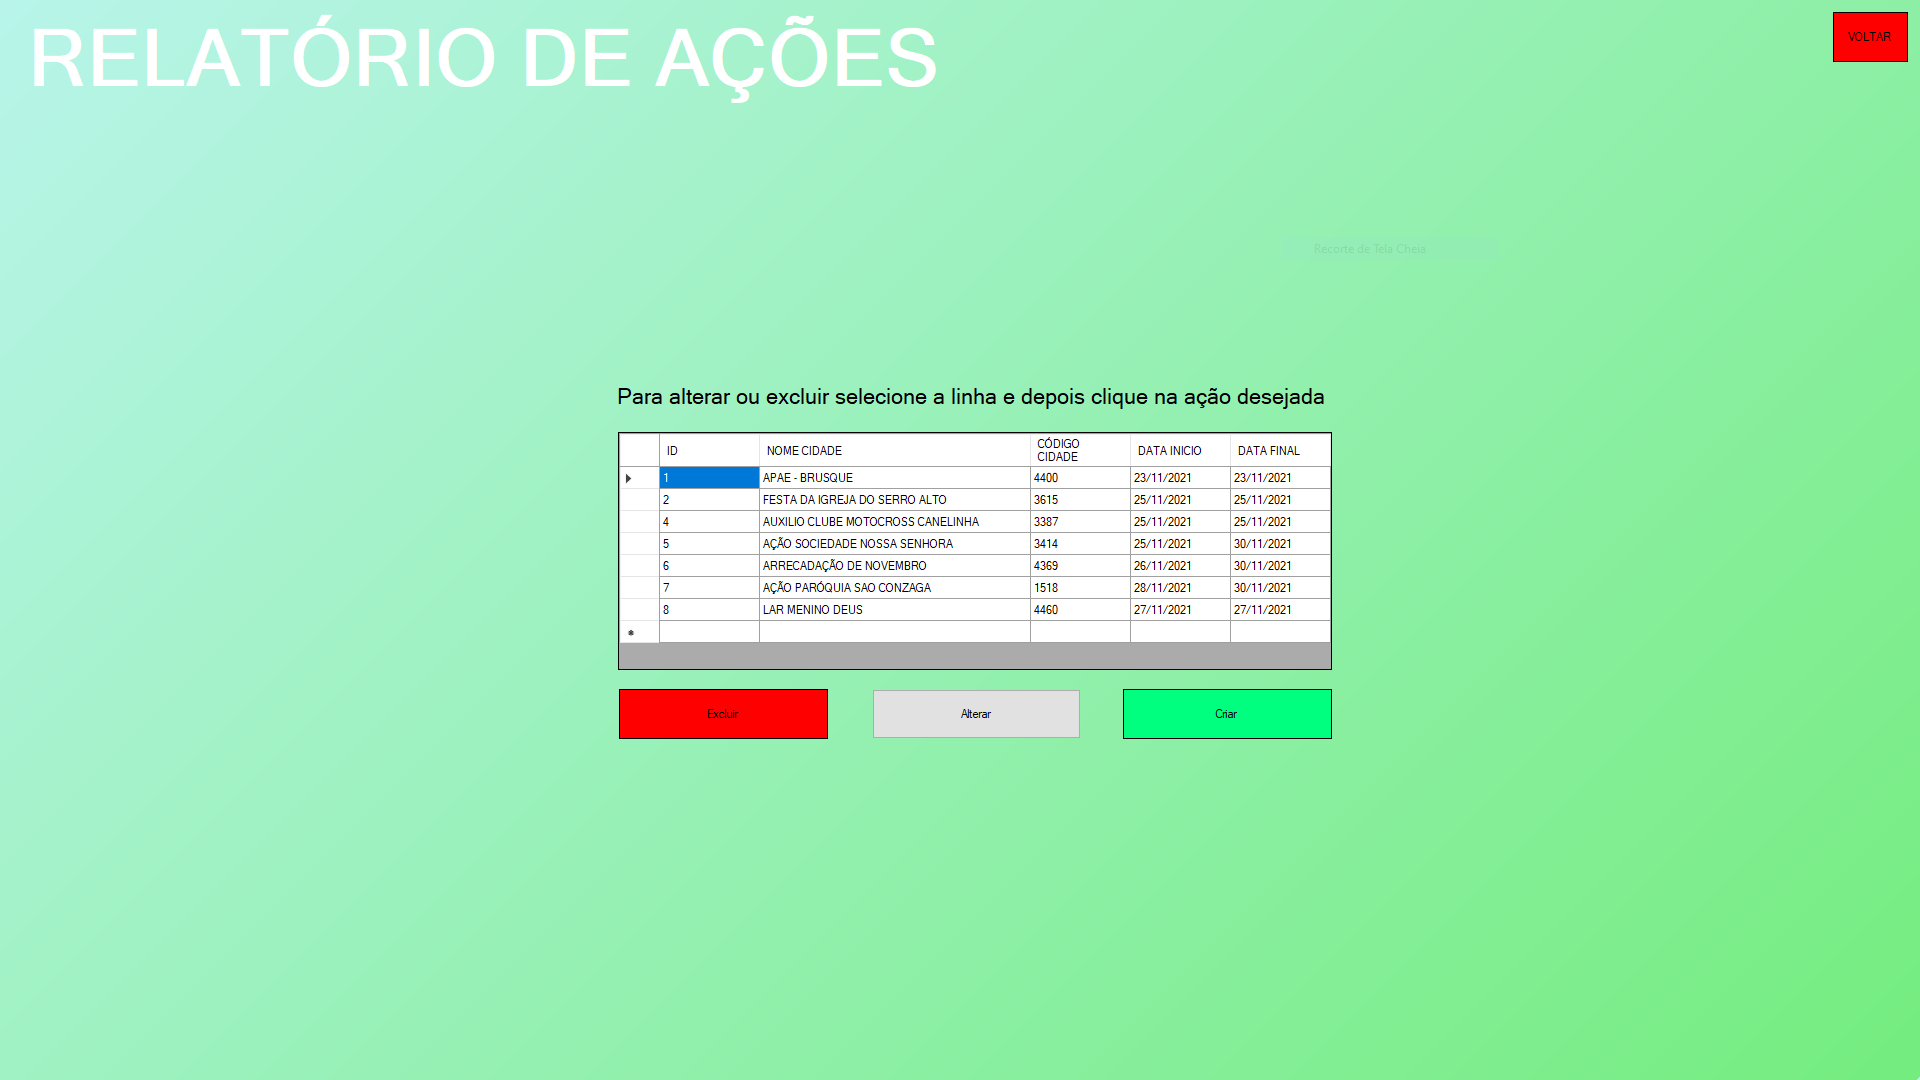 RELATÓRIO DE AÇÕES
VOLTAR
Recorte de Tela Cheia
Para alterar ou excluir selecione a linha e depois clique na ação desejada
ID NOME CIDADE CÓDIGO CIDADE DATA INICIO DATA FINAL
1 APAE - BRUSQUE 4400 23/11/2021 23/11/2021
2 FESTA DA IGREJA DO SERRO ALTO 3615 25/11/2021 25/11/2021
4 AUXILIO CLUBE MOTOCROSS CANELINHA 3387 25/11/2021 25/11/2021
5 AÇÃO SOCIEDADE NOSSA SENHORA 3414 25/11/2021 30/11/2021
6 ARRECADAÇÃO DE NOVEMBRO 4369 26/11/2021 30/11/2021
7 AÇÃO PARÓQUIA SAO CONZAGA 1518 28/11/2021 30/11/2021
8 LAR MENINO DEUS 4460 27/11/2021 27/11/2021
Excluir Alterar Criar